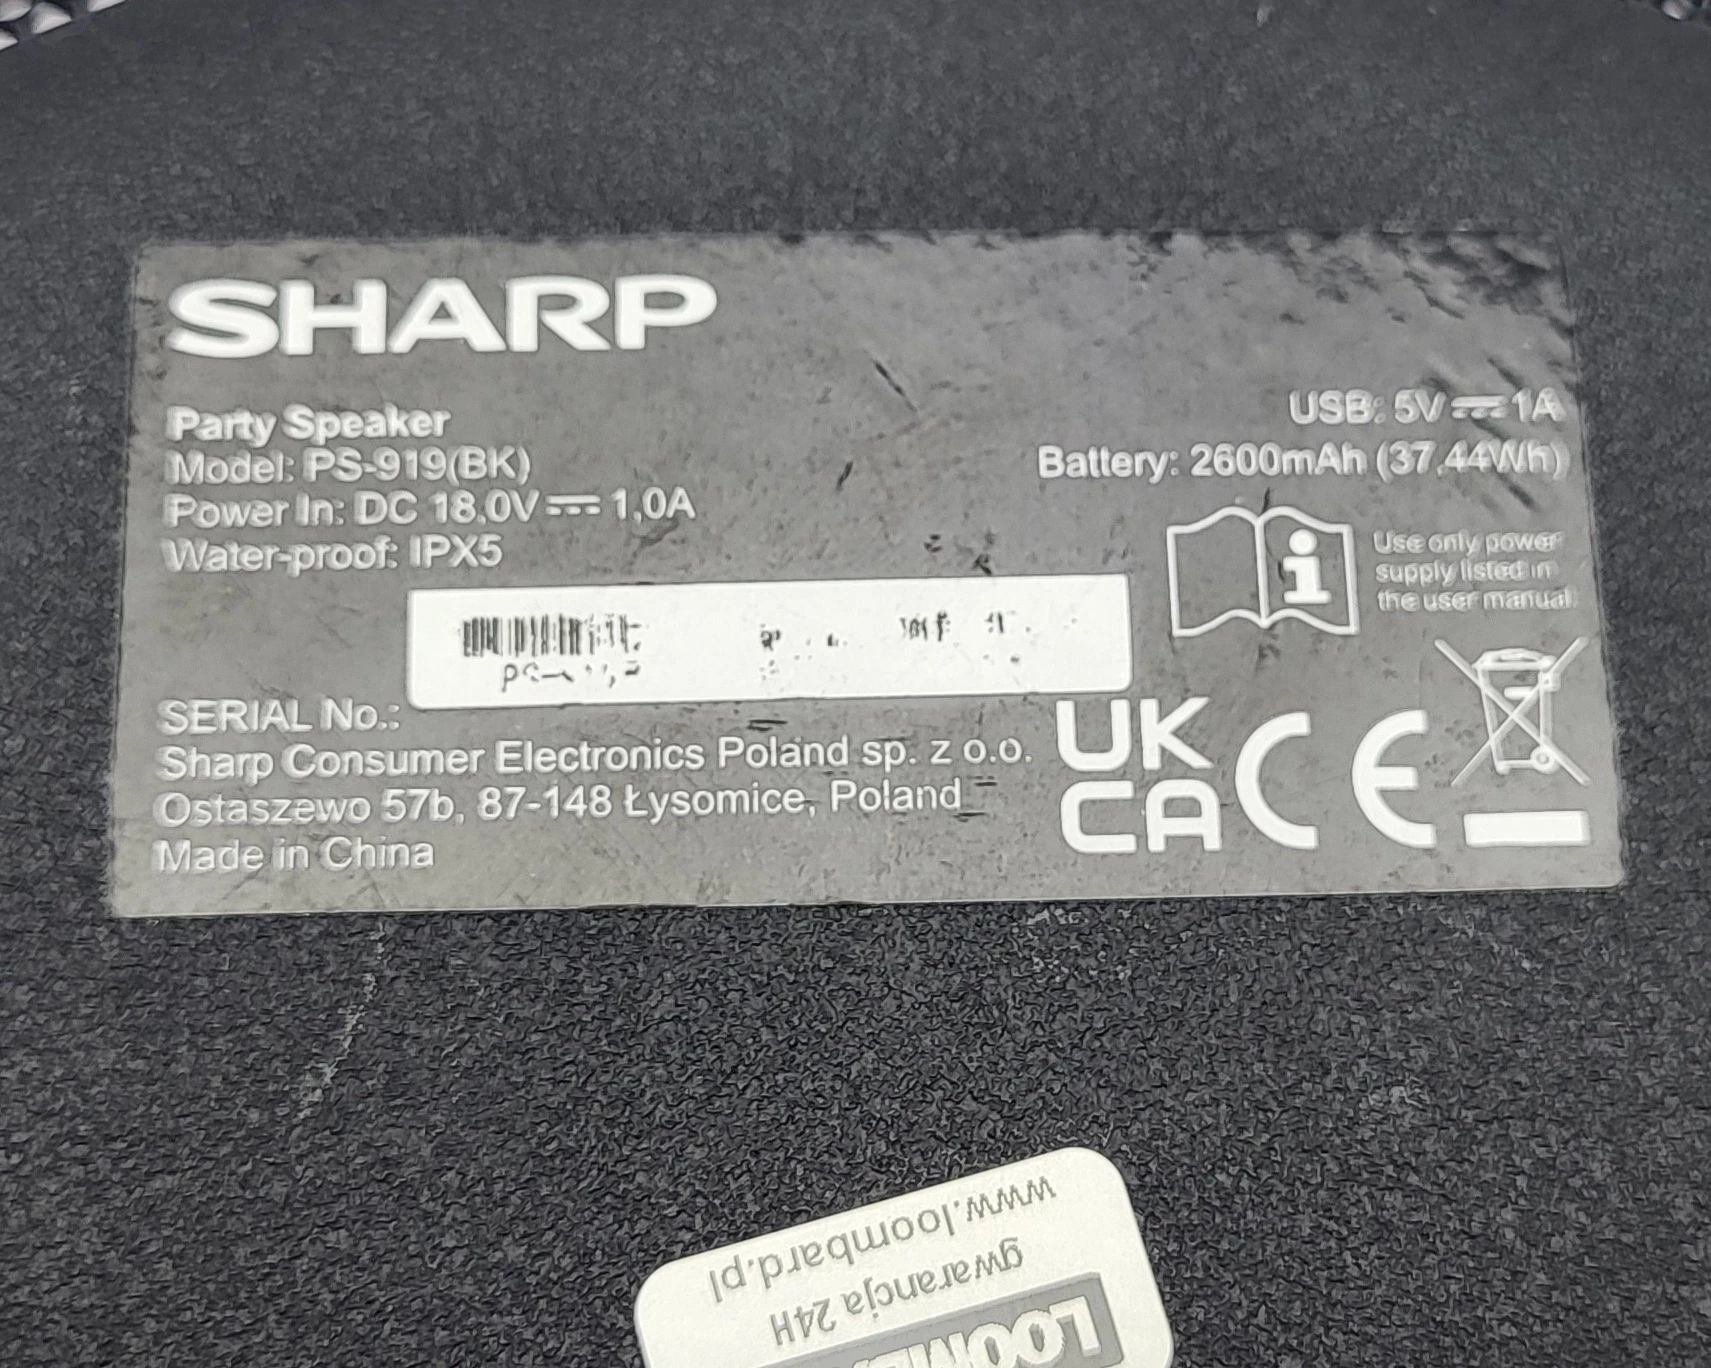 SHARP
Party Speaker
Model: PS-919(BK)
Power In: DC 18.0V ⎓ 1,0A
Water-proof: IPX5
USB: 5V ⎓ 1A
Battery: 2600mAh (37,44Wh)
Use only power
supply listed in
the user manual
SERIAL No.:
Sharp Consumer Electronics Poland sp. z o.o.
Ostaszewo 57b, 87-148 Łysomice, Poland
Made in China
UK
CA
CE
gwarancja 24H
www.loombard.pl